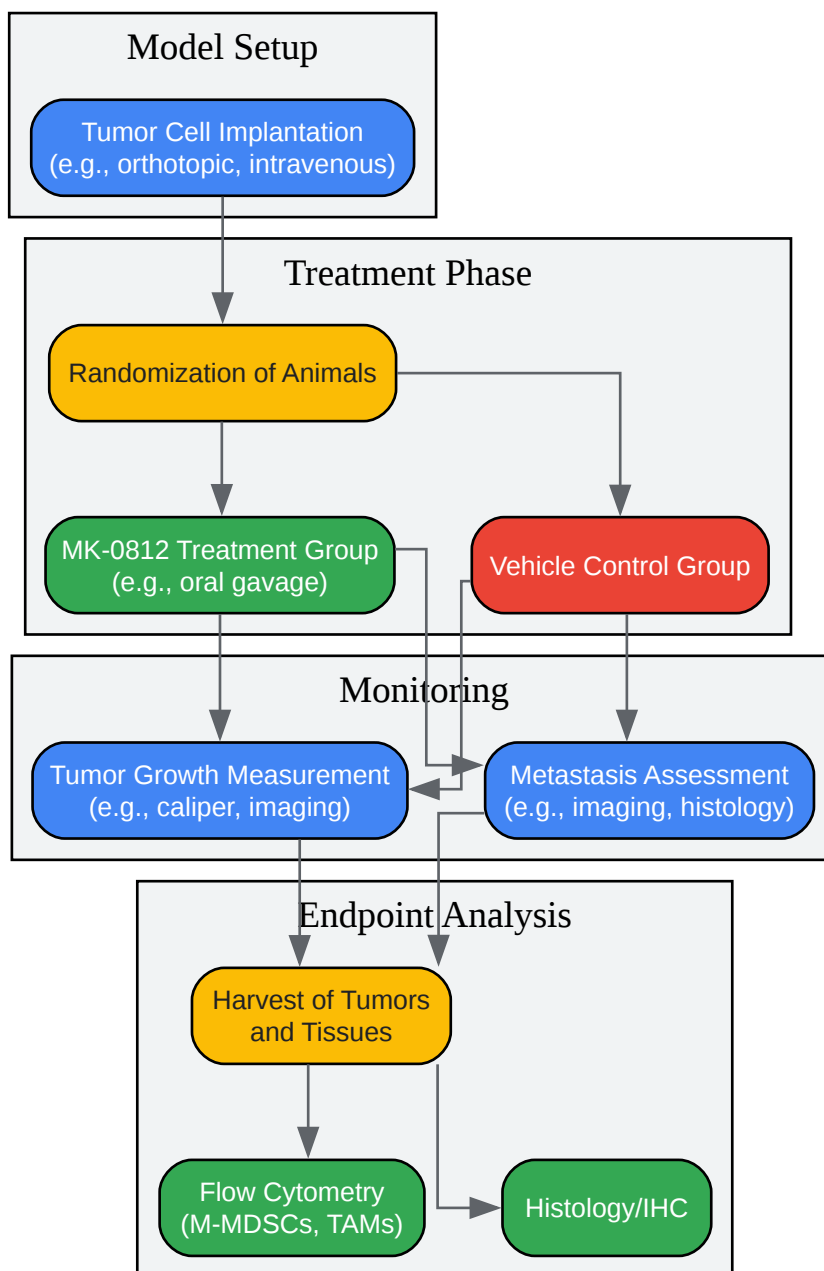 Model Setup
Tumor Cell Implantation
(e.g., orthotopic, intravenous)
Treatment Phase
Randomization of Animals
MK-0812 Treatment Group
(e.g., oral gavage)
Vehicle Control Group
Monitoring
Tumor Growth Measurement
(e.g., caliper, imaging)
Metastasis Assessment
(e.g., imaging, histology)
Endpoint Analysis
Harvest of Tumors
and Tissues
Flow Cytometry
(M-MDSCs, TAMs)
Histology/IHC